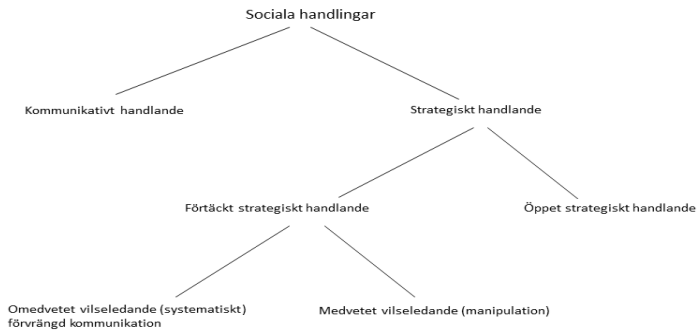 Sociala handlingar
Kommunikativt handlande
Strategiskt handlande
Förtäckt strategiskt handlande
Öppet strategiskt handlande
Omedvetet vilseledande (systematiskt)
förvrängd kommunikation
Medvetet vilseledande (manipulation)